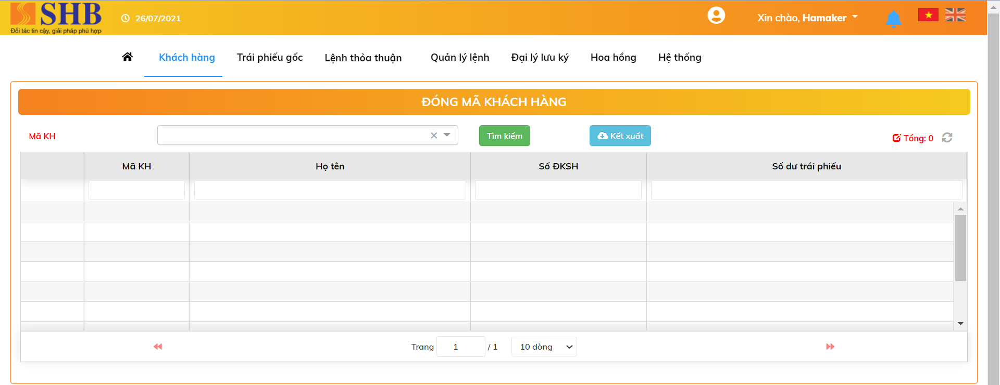 SHB
Đối tác tin cậy, giải pháp phù hợp
26/07/2021
Xin chào, Hamaker
Khách hàng
Trái phiếu gốc
Lệnh thỏa thuận
Quản lý lệnh
Đại lý lưu ký
Hoa hồng
Hệ thống
ĐÓNG MÃ KHÁCH HÀNG
Mã KH
Tìm kiếm
Kết xuất
Tổng: 0
Mã KH
Họ tên
Số ĐKSH
Số dư trái phiếu
Trang 1 / 1
10 dòng